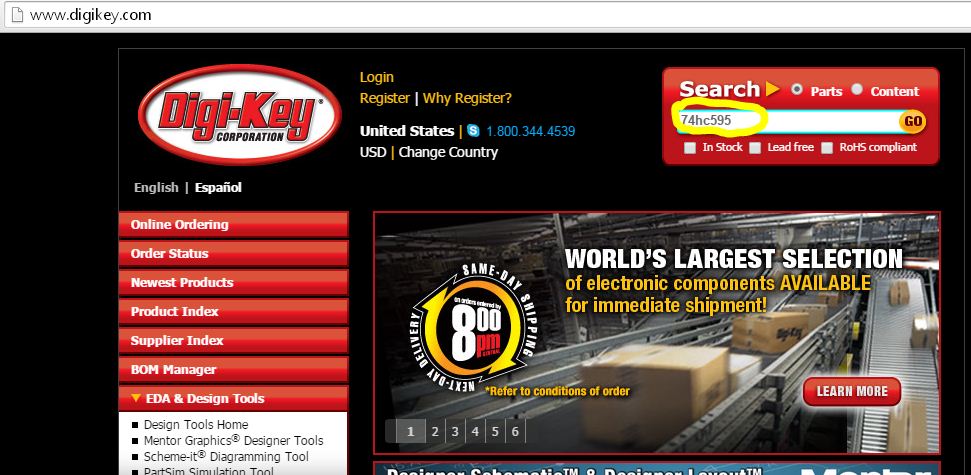 www.digikey.com
Login
Register | Why Register?
United States | 1.800.344.4539
USD | Change Country
Digi-Key®
CORPORATION
English | Español
Search Parts Content
74hc595 GO
In Stock Lead free RoHS compliant
Online Ordering
Order Status
Newest Products
Product Index
Supplier Index
BOM Manager
EDA & Design Tools
Design Tools Home
Mentor Graphics® Designer Tools
Scheme-it® Diagramming Tool
PartSim Simulation Tool
WORLD'S LARGEST SELECTION
of electronic components AVAILABLE
for immediate shipment!
SAME-DAY SHIPPING
On orders ordered by
8:00
pm
CENTRAL
NEXT-DAY DELIVERY
*Refer to conditions of order
LEARN MORE
1 2 3 4 5 6
Designer Schematic™ & Designer Layout™
Mentor